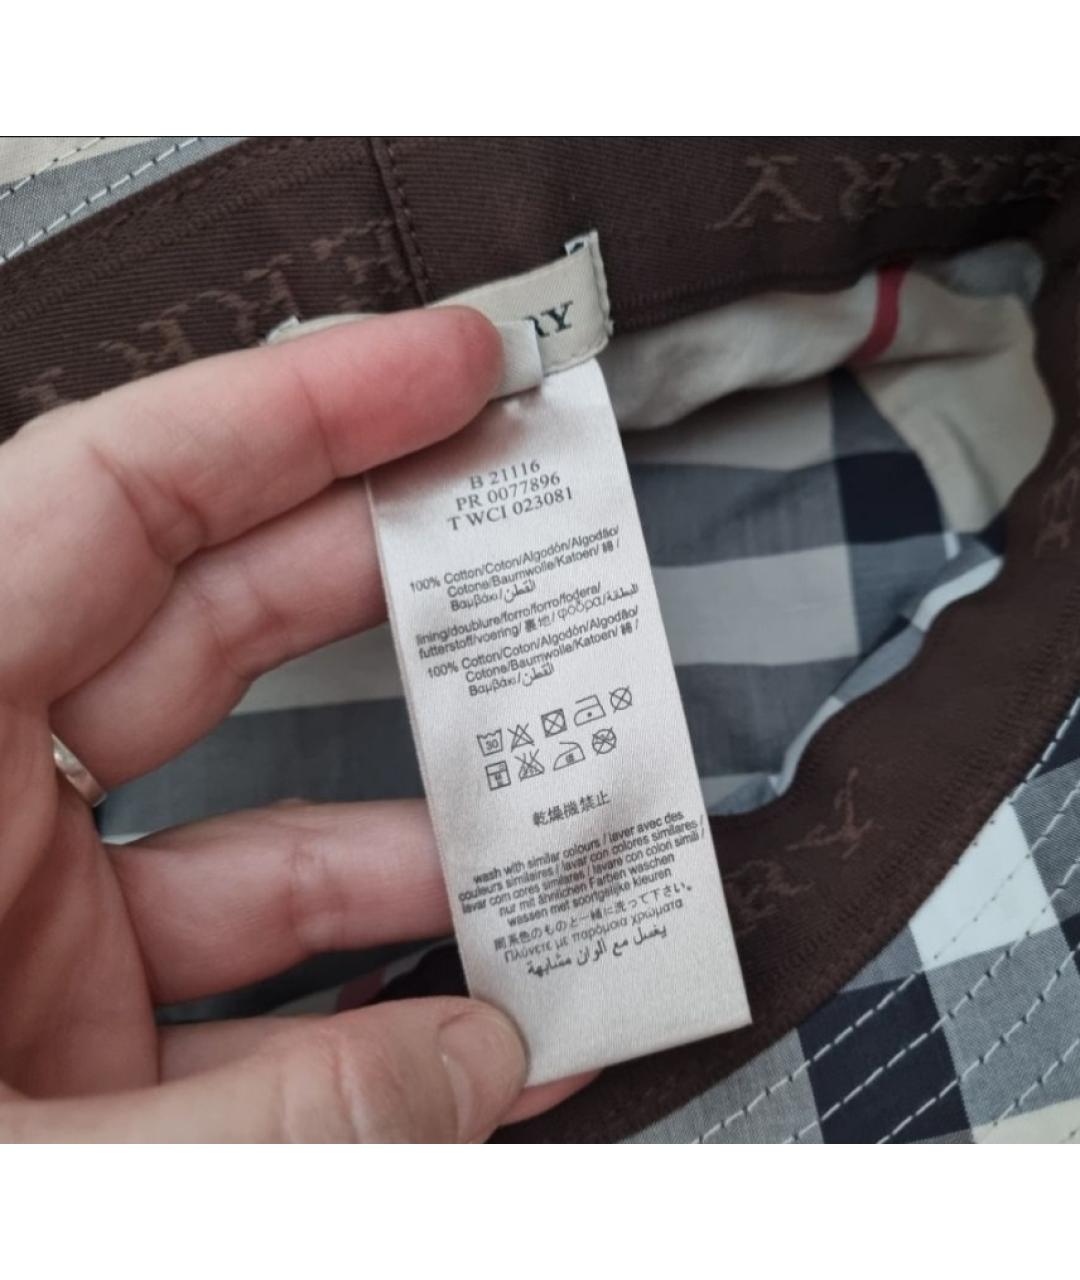 RY
B 21116
PR 0077896
T WCI 023081
100% Cotton/Coton/Algodón/Algodão/
Cotone/Baumwolle/Katoen/ 綿 /
Βαμβάκι/القطن
lining/doublure/forro/forro/fodera/
futterstoff/voering/ 裏地/ φόδρα/البطانة
100% Cotton/Coton/Algodón/Algodão/
Cotone/Baumwolle/Katoen/ 綿 /
Βαμβάκι/القطن
30
乾燥機禁止
wash with similar colours / laver avec des
couleurs similaires / lavar con colores similares /
lavar com cores similares / lavare con colori simili /
nur mit ähnlichen Farben waschen
wassen met soortgelijke kleuren
同系色のものと一緒に洗って下さい。
Πλύνετε με παρόμοια χρώματα
يغسل مع ألوان مشابهة